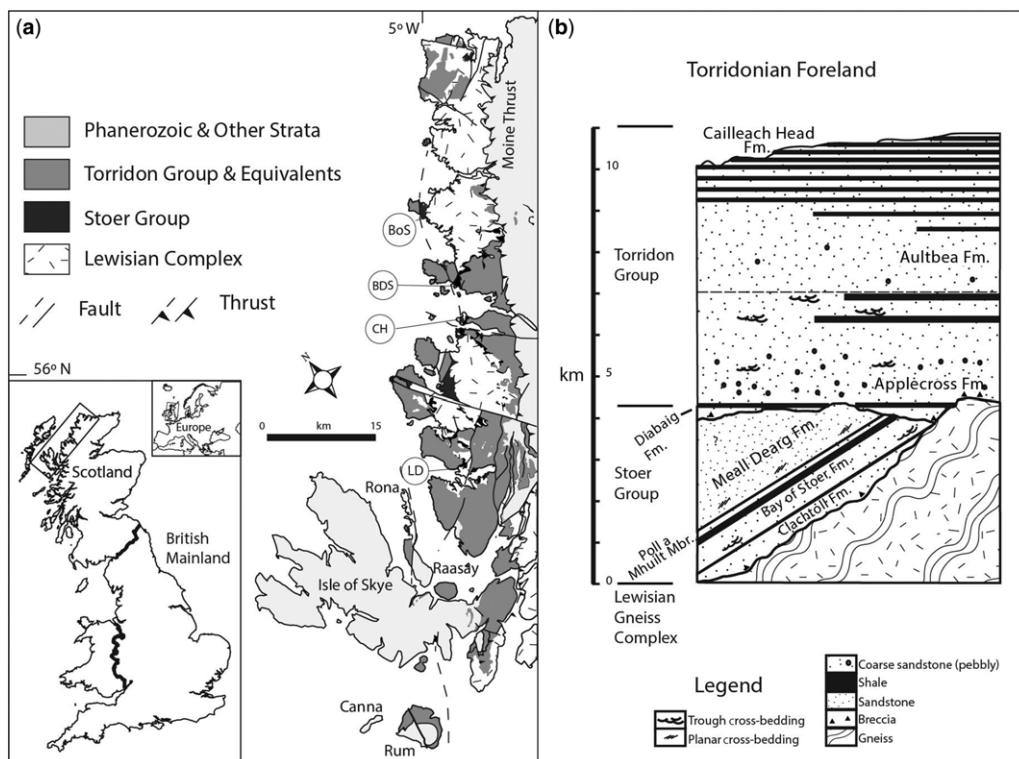 (a)
5° W
Phanerozoic & Other Strata
Torridon Group & Equivalents
Stoer Group
Lewisian Complex
Fault
Thrust
Moine Thrust
BoS
BDS
CH
LD
N
km
0
15
56° N
Europe
Scotland
British
Mainland
Rona
Raasay
Isle of Skye
Canna
Rum
(b)
Torridonian Foreland
Cailleach Head
Fm.
10
Torridon
Group
Aultbea Fm.
km
5
Applecross Fm.
Diabaig
Fm.
Meall Dearg Fm.
Stoer
Group
Bay of Stoer Fm.
Clachtoll Fm.
Poll a
Mhuilt Mbr.
0
Lewisian
Gneiss
Complex
Legend
Trough cross-bedding
Planar cross-bedding
Coarse sandstone (pebbly)
Shale
Sandstone
Breccia
Gneiss